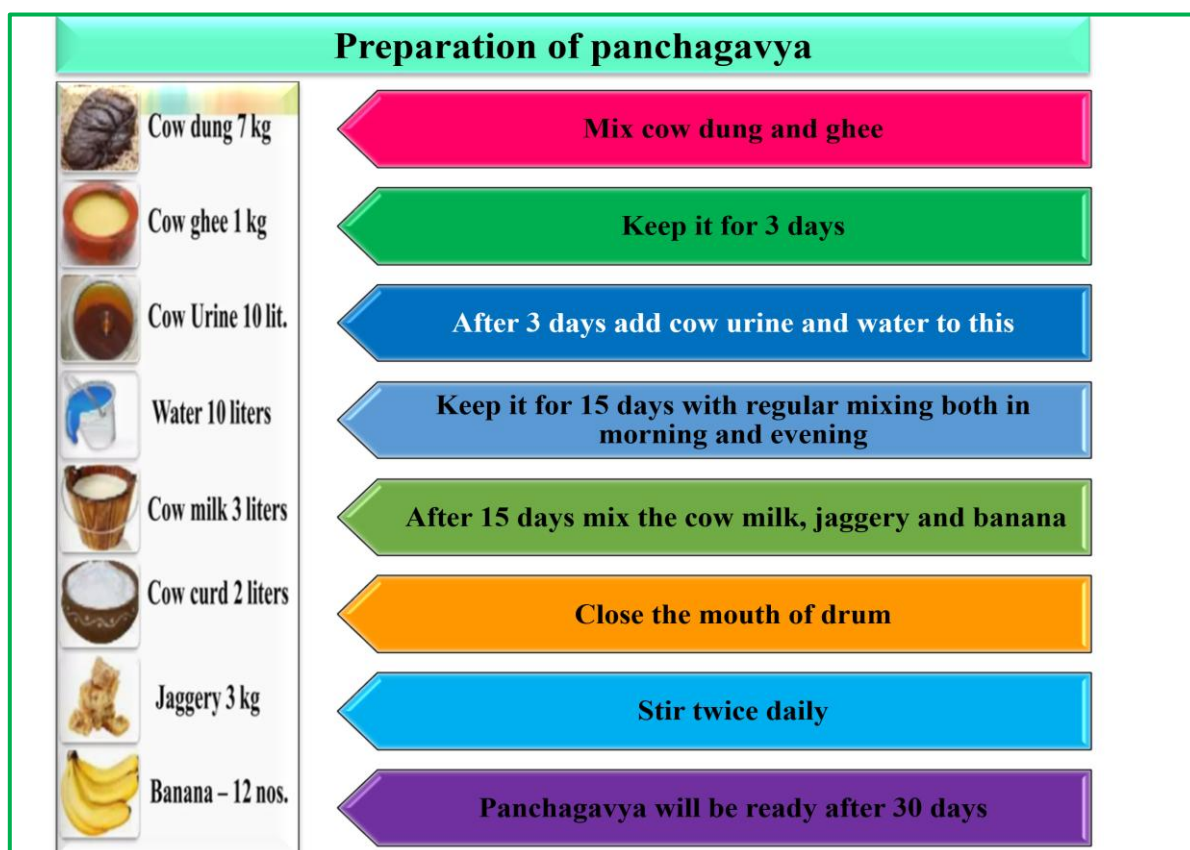 Preparation of panchagavya
Cow dung 7 kg
Cow ghee 1 kg
Cow Urine 10 lit.
Water 10 liters
Cow milk 3 liters
Cow curd 2 liters
Jaggery 3 kg
Banana – 12 nos.
Mix cow dung and ghee
Keep it for 3 days
After 3 days add cow urine and water to this
Keep it for 15 days with regular mixing both in
morning and evening
After 15 days mix the cow milk, jaggery and banana
Close the mouth of drum
Stir twice daily
Panchagavya will be ready after 30 days